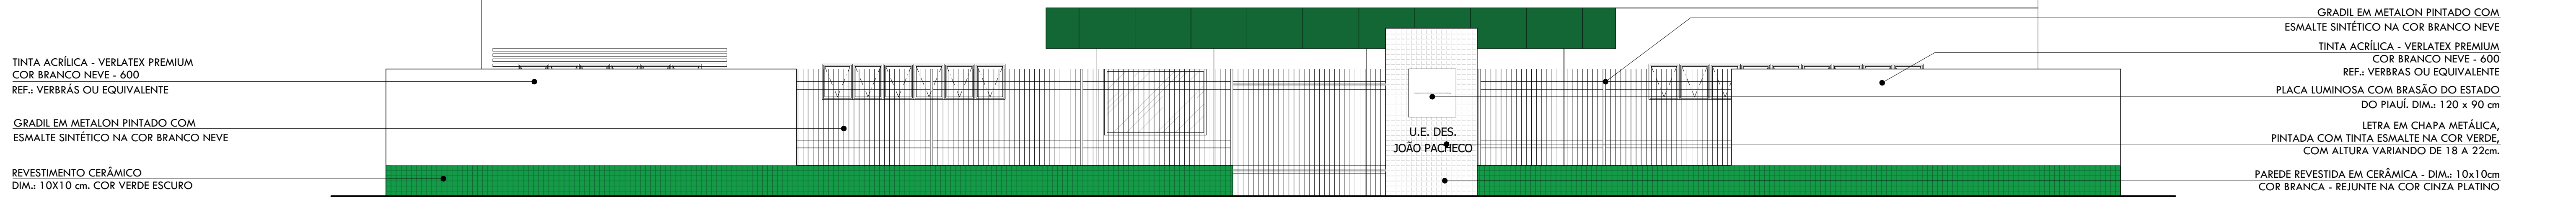 TINTA ACRÍLICA - VERLATEX PREMIUM
COR BRANCO NEVE - 600
REF.: VERBRÁS OU EQUIVALENTE
GRADIL EM METALON PINTADO COM
ESMALTE SINTÉTICO NA COR BRANCO NEVE
REVESTIMENTO CERÂMICO
DIM.: 10X10 cm. COR VERDE ESCURO
U.E. DES.
JOÃO PACHECO
GRADIL EM METALON PINTADO COM
ESMALTE SINTÉTICO NA COR BRANCO NEVE
TINTA ACRÍLICA - VERLATEX PREMIUM
COR BRANCO NEVE - 600
REF.: VERBRAS OU EQUIVALENTE
PLACA LUMINOSA COM BRASÃO DO ESTADO
DO PIAUÍ. DIM.: 120 x 90 cm
LETRA EM CHAPA METÁLICA,
PINTADA COM TINTA ESMALTE NA COR VERDE,
COM ALTURA VARIANDO DE 18 A 22cm.
PAREDE REVESTIDA EM CERÂMICA - DIM.: 10x10cm
COR BRANCA - REJUNTE NA COR CINZA PLATINO